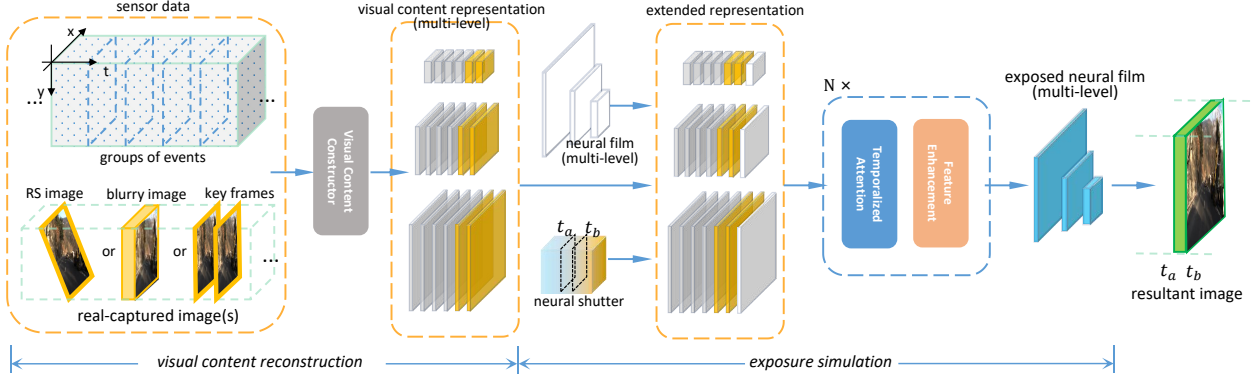 sensor data
x
t
y
...
...
groups of events
RS image
blurry image
key frames
or
or
...
real-captured image(s)
Visual Content
Constructor
visual content representation
(multi-level)
neural film
(multi-level)
t_a t_b
neural shutter
extended representation
N ×
Temporalized
Attention
Feature
Enhancement
exposed neural film
(multi-level)
t_a t_b
resultant image
visual content reconstruction
exposure simulation